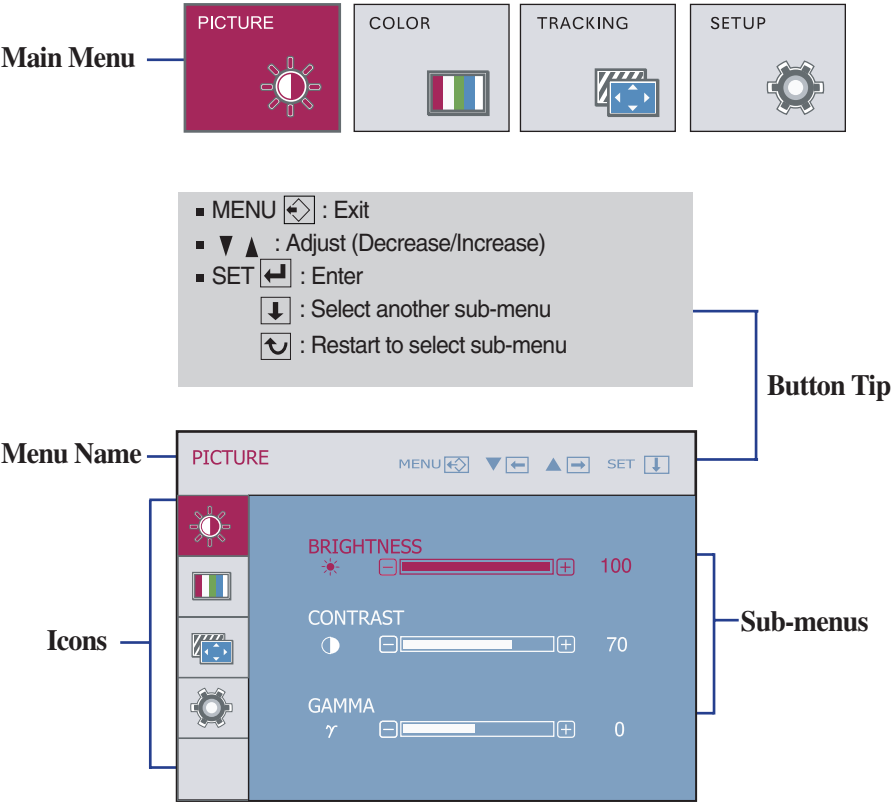 PICTURE COLOR TRACKING SETUP
Main Menu
MENU : Exit
▼ ▲ : Adjust (Decrease/Increase)
SET : Enter
: Select another sub-menu
: Restart to select sub-menu
Button Tip
Menu Name
PICTURE MENU ▼ ▲ SET
BRIGHTNESS
100
CONTRAST
70
Icons
Sub-menus
GAMMA
γ 0